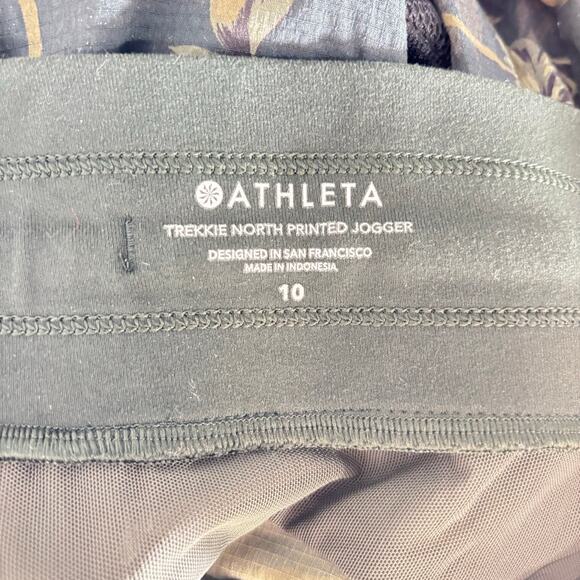 ATHLETA
TREKKIE NORTH PRINTED JOGGER
DESIGNED IN SAN FRANCISCO
MADE IN INDONESIA
10